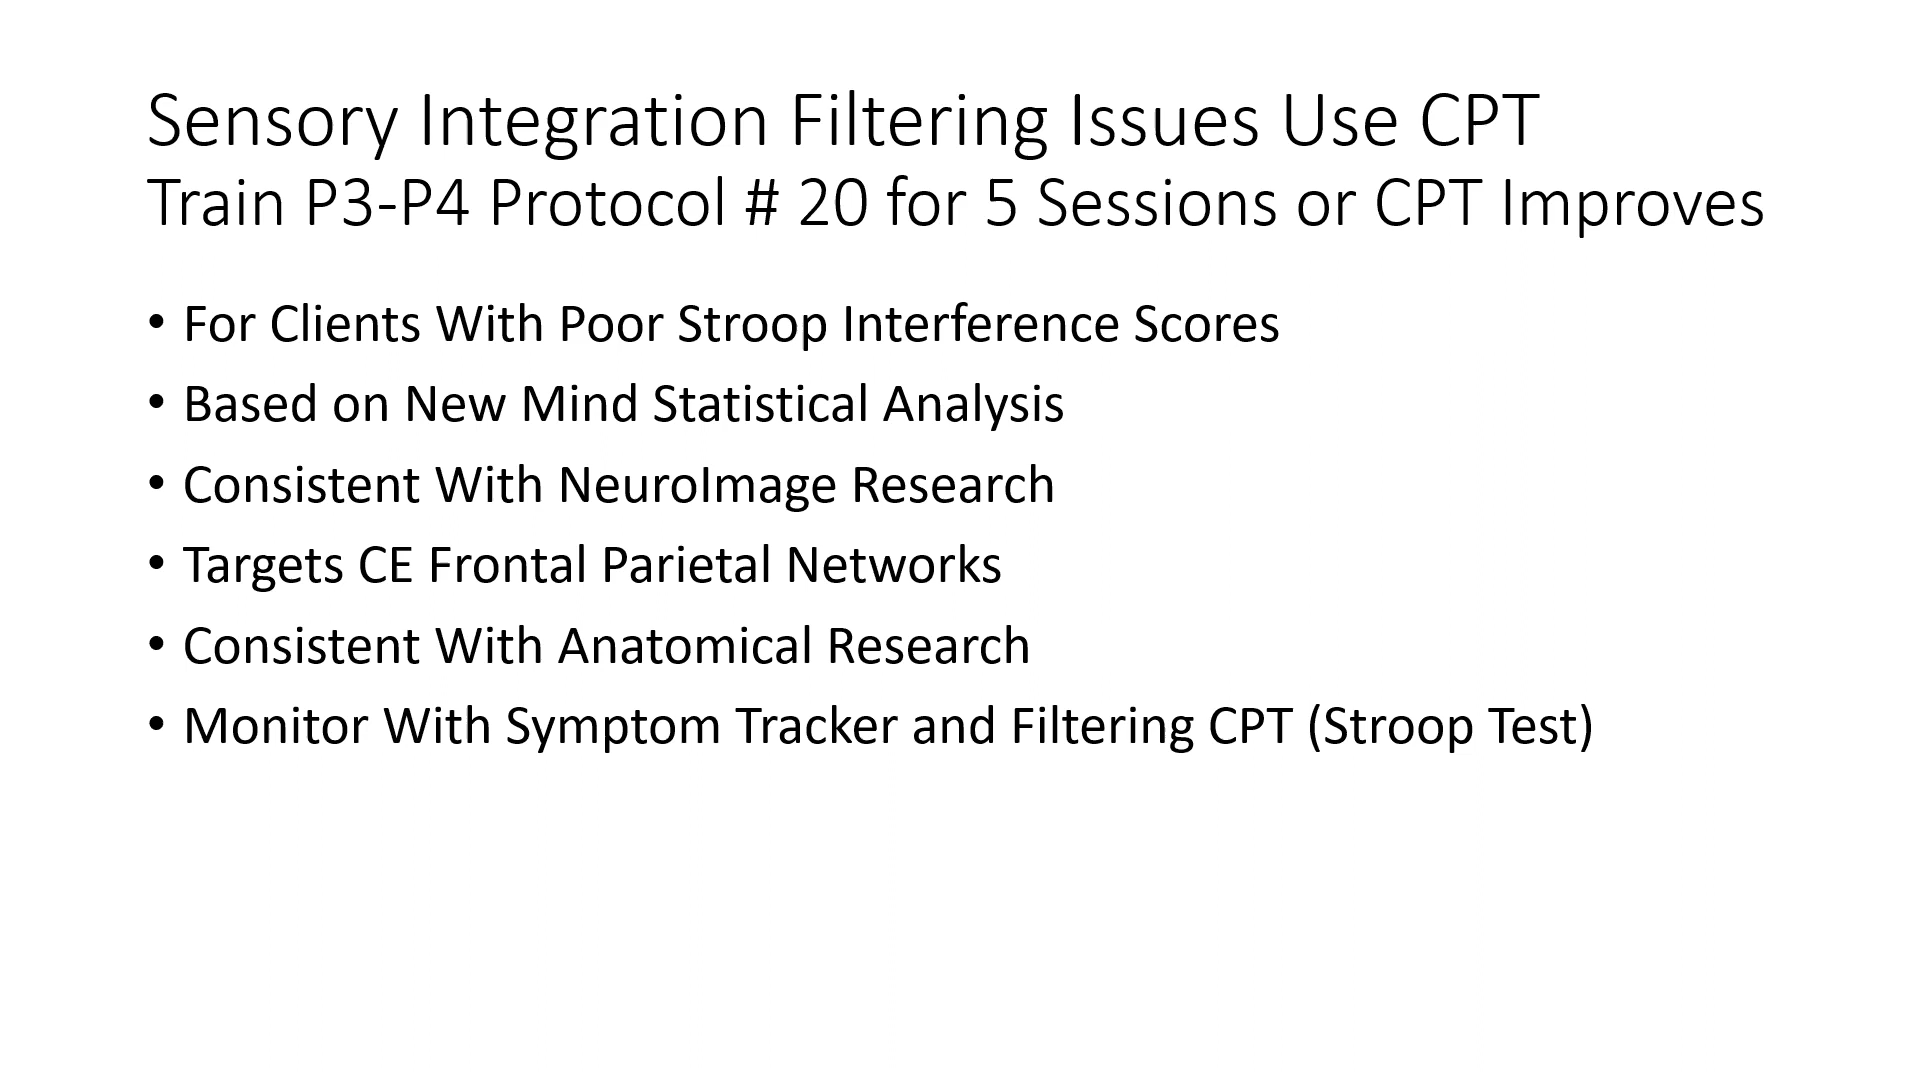 Sensory Integration Filtering Issues Use CPT
Train P3-P4 Protocol # 20 for 5 Sessions or CPT Improves
• For Clients With Poor Stroop Interference Scores
• Based on New Mind Statistical Analysis
• Consistent With NeuroImage Research
• Targets CE Frontal Parietal Networks
• Consistent With Anatomical Research
• Monitor With Symptom Tracker and Filtering CPT (Stroop Test)